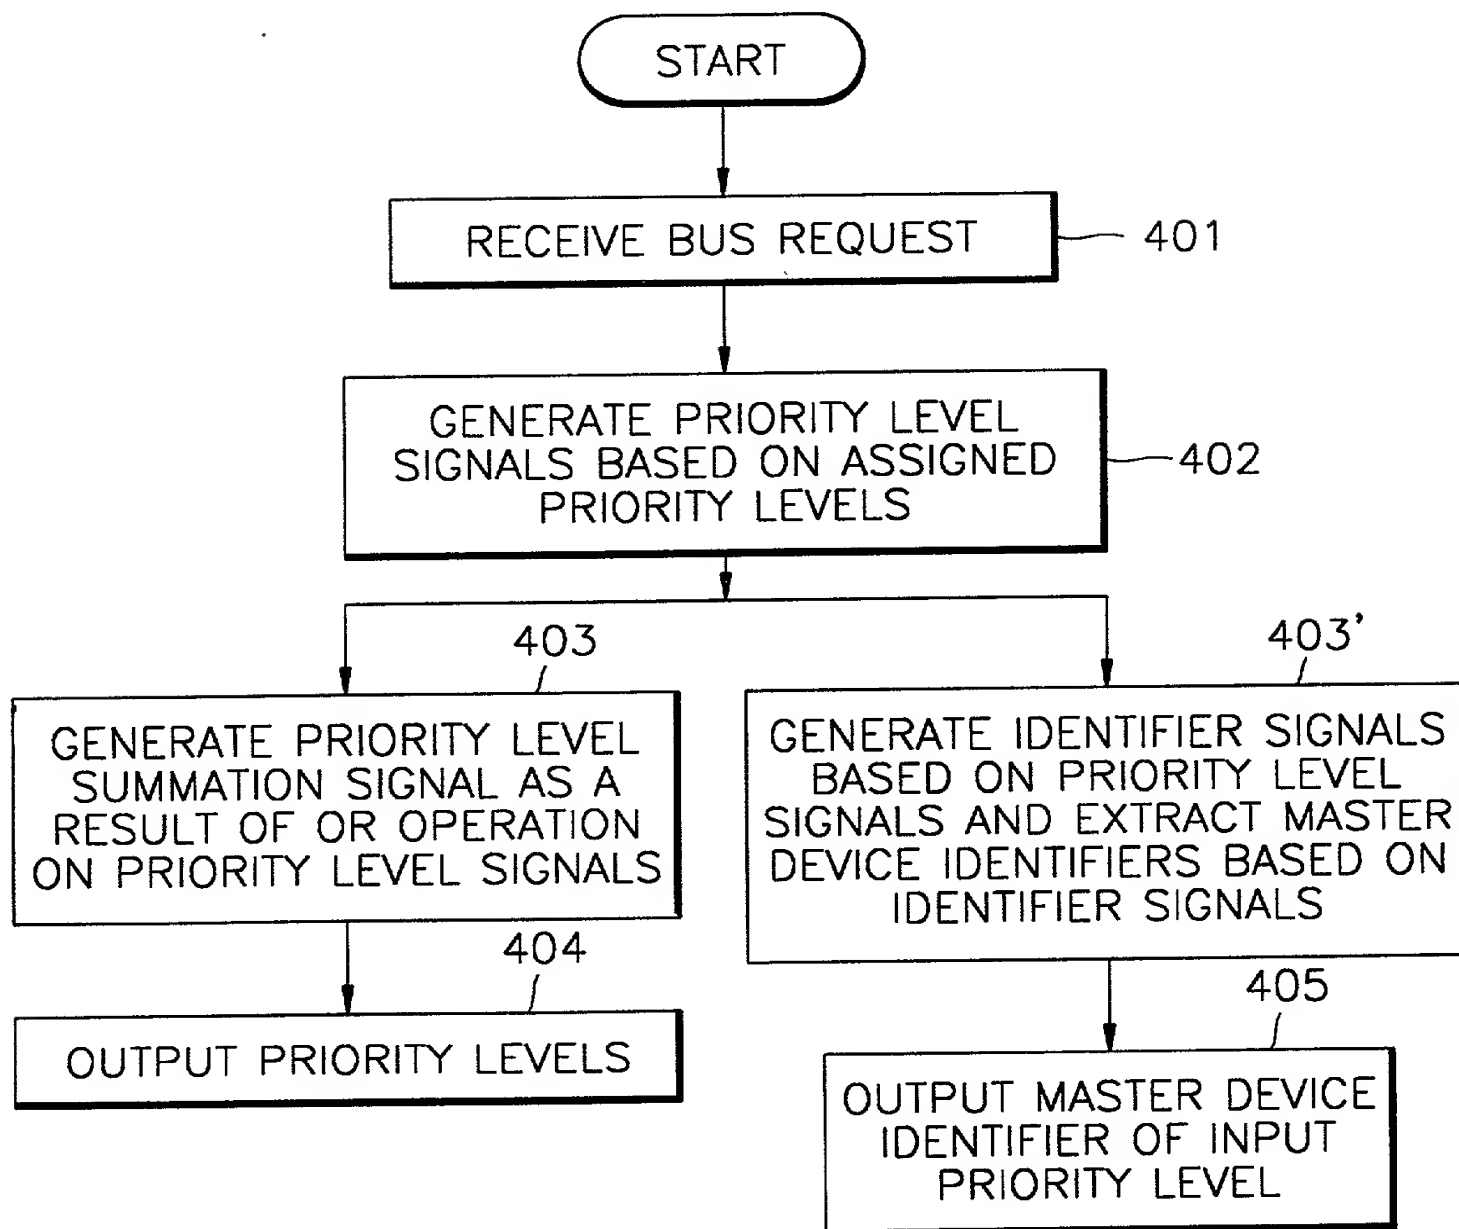 START
RECEIVE BUS REQUEST
401
GENERATE PRIORITY LEVEL
SIGNALS BASED ON ASSIGNED
PRIORITY LEVELS
402
403
GENERATE PRIORITY LEVEL
SUMMATION SIGNAL AS A
RESULT OF OR OPERATION
ON PRIORITY LEVEL SIGNALS
403'
GENERATE IDENTIFIER SIGNALS
BASED ON PRIORITY LEVEL
SIGNALS AND EXTRACT MASTER
DEVICE IDENTIFIERS BASED ON
IDENTIFIER SIGNALS
404
OUTPUT PRIORITY LEVELS
405
OUTPUT MASTER DEVICE
IDENTIFIER OF INPUT
PRIORITY LEVEL